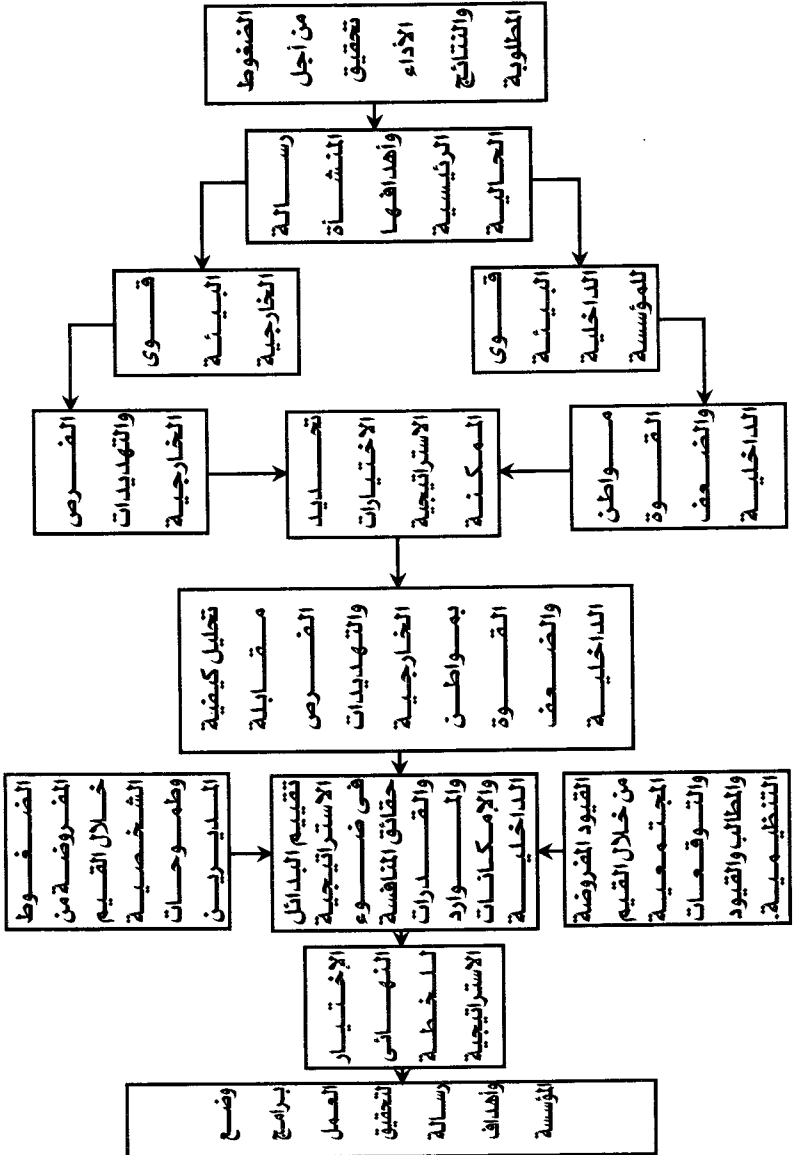 الضغوط
من أجل
تحقيق
الأداء
والنتائج
المطلوبة
رسالة
المنشأة
وأهدافها
الرئيسية
الحالية
قوى
البيئة
الخارجية
قوى
البيئة
الداخلية
للمؤسسة
الفرص
والتهديدات
الخارجية
تحديد
الاختيارات
الاستراتيجية
الممكنة
مواطن
القوة
والضعف
الداخلية
تحليل كيفية
مقابلة
الفرص
والتهديدات
الخارجية
بمواطن
القوة
والضعف
الداخلية
الضغوط
المفروضة من
خلال القيم
الشخصية
وطموحات
المديرين
تقييم البدائل
الاستراتيجية
فى ضوء
حقائق المنافسة
والقدرات
والموارد
والإمكانات
الداخلية
القيود المفروضة
من خلال القيم
المجتمعية
والتوقعات
والمطالب والقيود
التنظيمية.
الإختيار
النهائى
للخطة
الاستراتيجية
وضع
برامج
العمل
لتحقيق
رسالة
وأهداف
المؤسسة